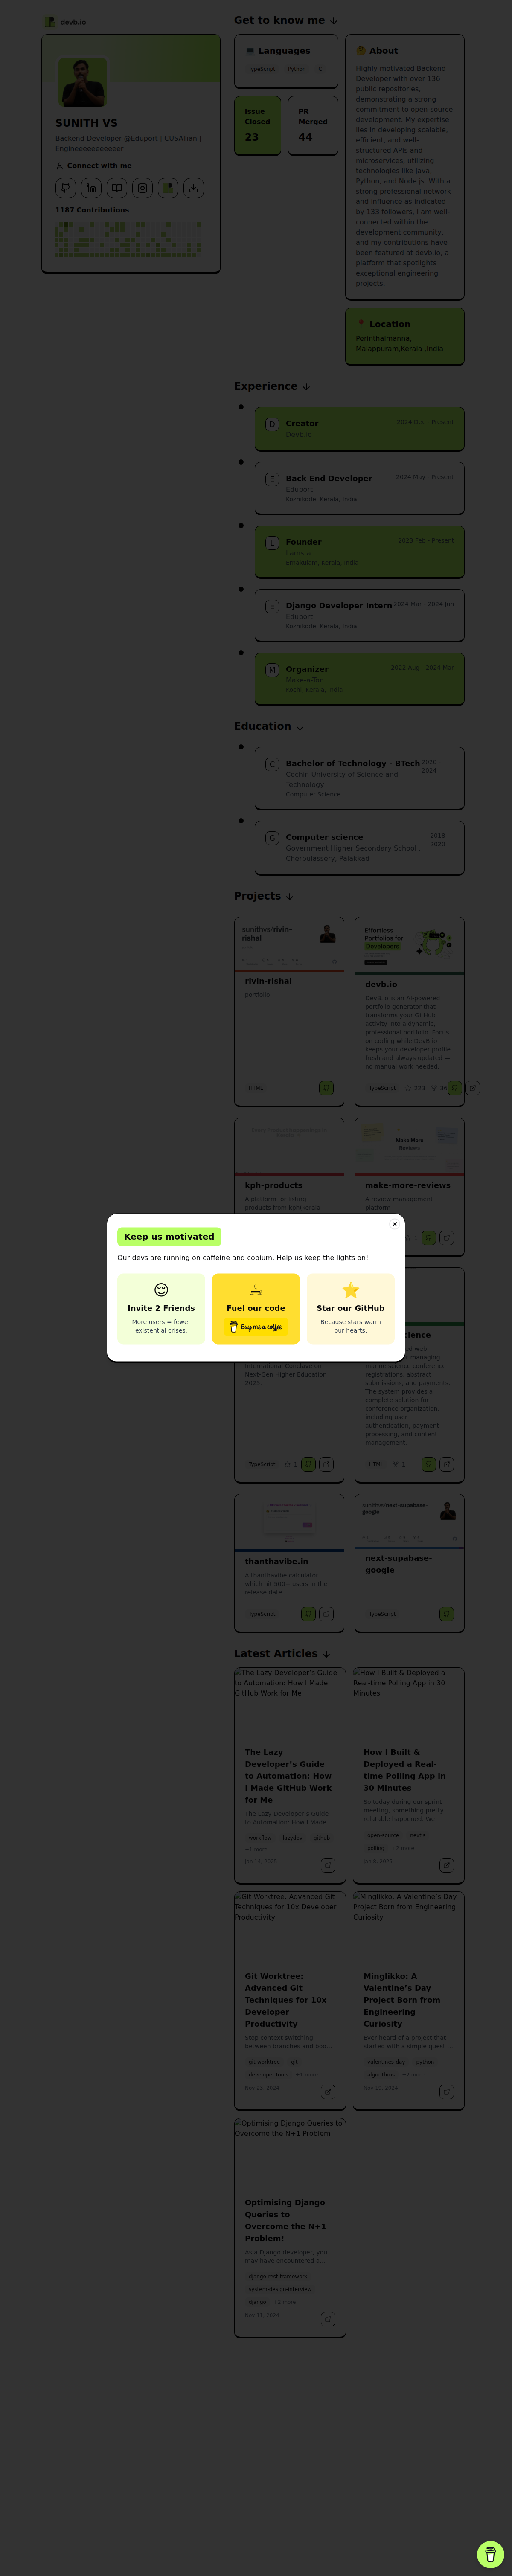 devb.io
SUNITH VS
Backend Developer @Eduport | CUSATian |
Engineeeeeeeeeer
Connect with me
1187 Contributions
Get to know me
Languages
TypeScript
Python
C
Issue
Closed
23
PR
Merged
44
About
Highly motivated Backend
Developer with over 136
public repositories,
demonstrating a strong
commitment to open-source
development. My expertise
lies in developing scalable,
efficient, and well-
structured APIs and
microservices, utilizing
technologies like Java,
Python, and Node.js. With a
strong professional network
and influence as indicated
by 133 followers, I am well-
connected within the
development community,
and my contributions have
been featured at devb.io, a
platform that spotlights
exceptional engineering
projects.
Location
Perinthalmanna,
Malappuram,Kerala ,India
Experience
D
Creator
2024 Dec - Present
Devb.io
E
Back End Developer
2024 May - Present
Eduport
Kozhikode, Kerala, India
L
Founder
2023 Feb - Present
Ernakulam, Kerala, India
E
Django Developer Intern
2024 Mar - 2024 Jun
Eduport
Kozhikode, Kerala, India
M
Organizer
2023 Aug - 2024 Mar
Make-a-Ton
Kochi, Kerala, India
Education
C
Bachelor of Technology - BTech
2020 -
2024
Cochin University of Science and
Technology
Computer Science
G
Computer science
2018 -
2020
Government Higher Secondary School ,
Cherpulassery, Palakkad
Projects
sunithvs/rivin-
rishal
rivin-rishal
portfolio
HTML
Effortless
Portfolios for
Developers
devb.io
DevB.io is an AI-powered
portfolio generator that
transforms your GitHub
activity into a dynamic,
professional portfolio. Focus
on coding while DevB.io
keeps your developer profile
fresh and always updated —
no manual work needed
TypeScript
223
kph-products
A platform for listing
products from kphkerala
Make More
make-more-reviews
A review management
platform.
1
Keep us motivated
Our devs are running on caffeine and copium. Help us keep the lights on!
Invite 2 Friends
More users = fewer
existential crises.
Fuel our code
Buy me a coffee
Star our GitHub
Because stars warm
our hearts.
International Conclave on
Next-Gen Higher Education
2025.
TypeScript
1
managing
marine science conference
registrations, abstract
submissions, and payments.
The system provides a
complete solution for
conference organization,
including user
authentication, payment
processing, and content
management.
HTML
1
thanthavibe.in
A thanthavibe calculator
which hit 500+ users in the
release date
TypeScript
sunithvs/next-supabase-
google
next-supabase-
google
TypeScript
Latest Articles
The Lazy Developer's Guide
to Automation: How I Made
GitHub Work for Me
The Lazy
Developer's Guide
to Automation: How
I Made GitHub Work
for Me
The Lazy Developer's Guide
to Automation: How I Made
workflow
lazydev
github
+1 more
Jan 19, 2025
How I Built & Deployed a
Real-time Polling App in 30
Minutes
How I Built &
Deployed a Real-
time Polling App in
30 Minutes
So today during our sprint
meeting, something pretty
relatable happened. We
open-source
nextjs
polling
+4 more
Jan 9, 2025
Git Worktree: Advanced Git
Techniques for 10x Developer
Productivity
Git Worktree:
Advanced Git
Techniques for 10x
Developer
Productivity
Stop context switching
between branches and boost
git-worktree
git
developer-tools
+1 more
Minglikko: A Valentine's Day
Project Born from Engineering
Curiosity
Minglikko: A
Valentine's Day
Project Born from
Engineering
Curiosity
Ever heard of a project that
started with a simple quest
valentines-day
python
algorithms
+2 more
Optimising Django Queries to
Overcome the N+1 Problem!
Optimising Django
Queries to
Overcome the N+1
Problem!
As a Django developer, you
may have encountered a
django-rest-framework
system-design-interview
django
+2 more